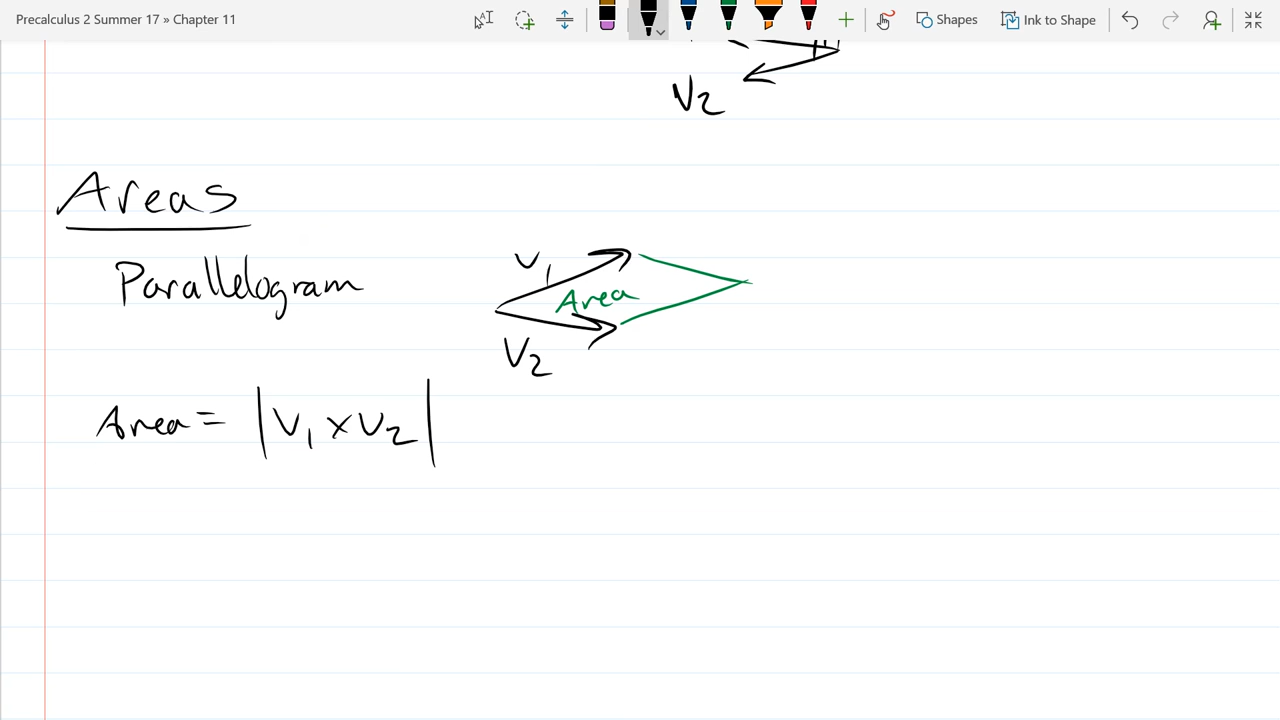 Precalculus 2 Summer 17 » Chapter 11
Shapes
Ink to Shape
V2
Areas
Parallelogram
V1
Area
V2
Area = |V1 × V2|